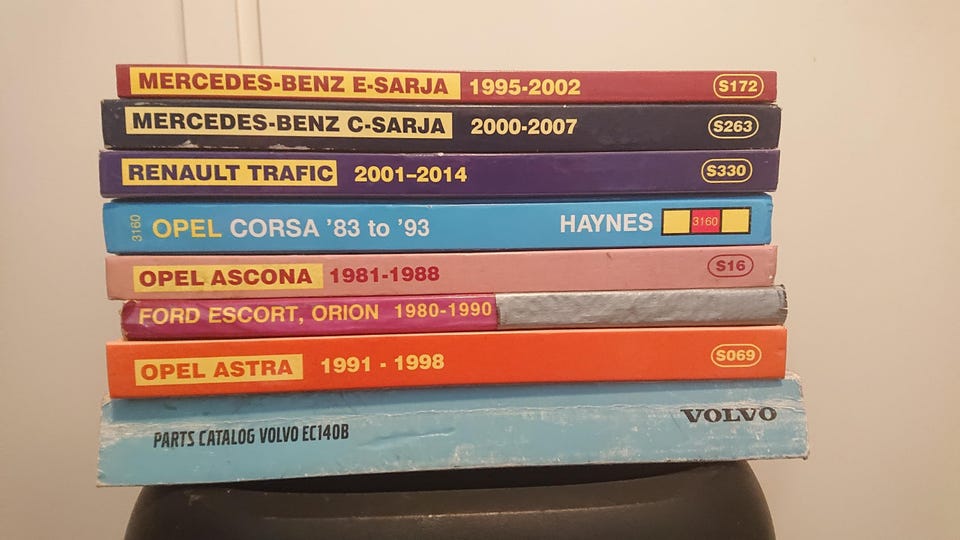 MERCEDES-BENZ E-SARJA 1995-2002 S172
MERCEDES-BENZ C-SARJA 2000-2007 S263
RENAULT TRAFIC 2001-2014 S330
3160 OPEL CORSA '83 to '93 HAYNES 3160
OPEL ASCONA 1981-1988 S16
FORD ESCORT, ORION 1980-1990
OPEL ASTRA 1991 - 1998 S069
PARTS CATALOG VOLVO EC140B VOLVO